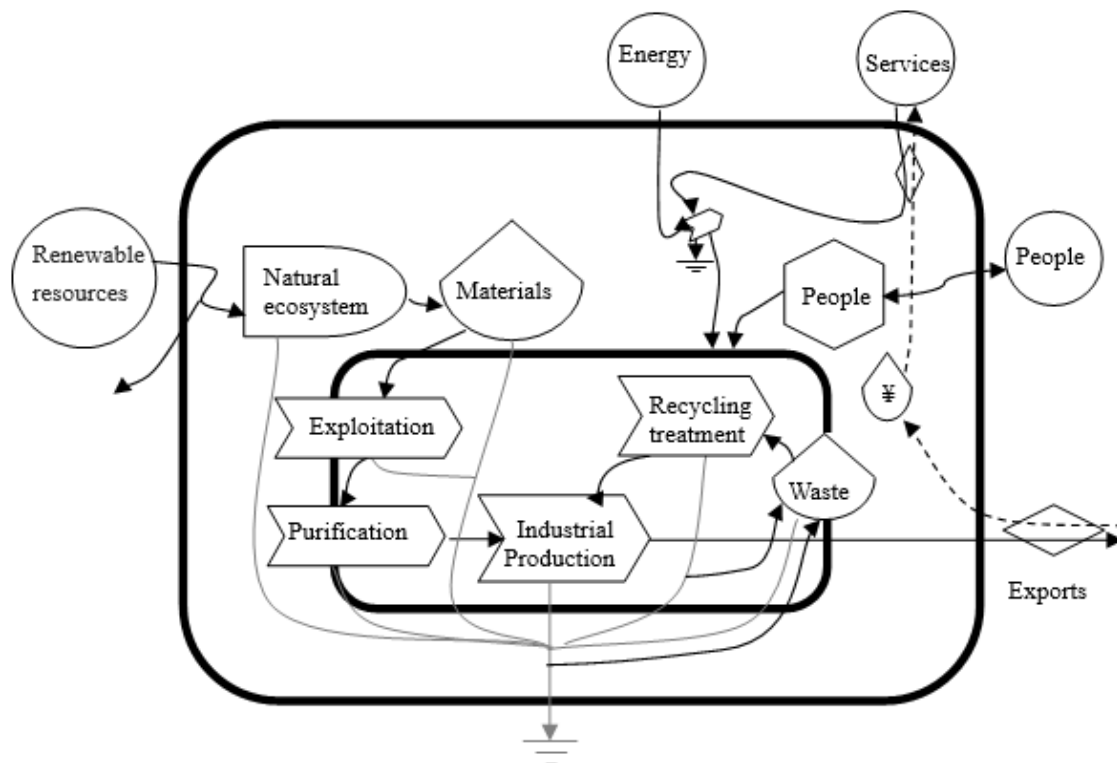 Energy
Services
Renewable
resources
Natural
ecosystem
Materials
People
People
¥
Exploitation
Recycling
treatment
Waste
Purification
Industrial
Production
Exports